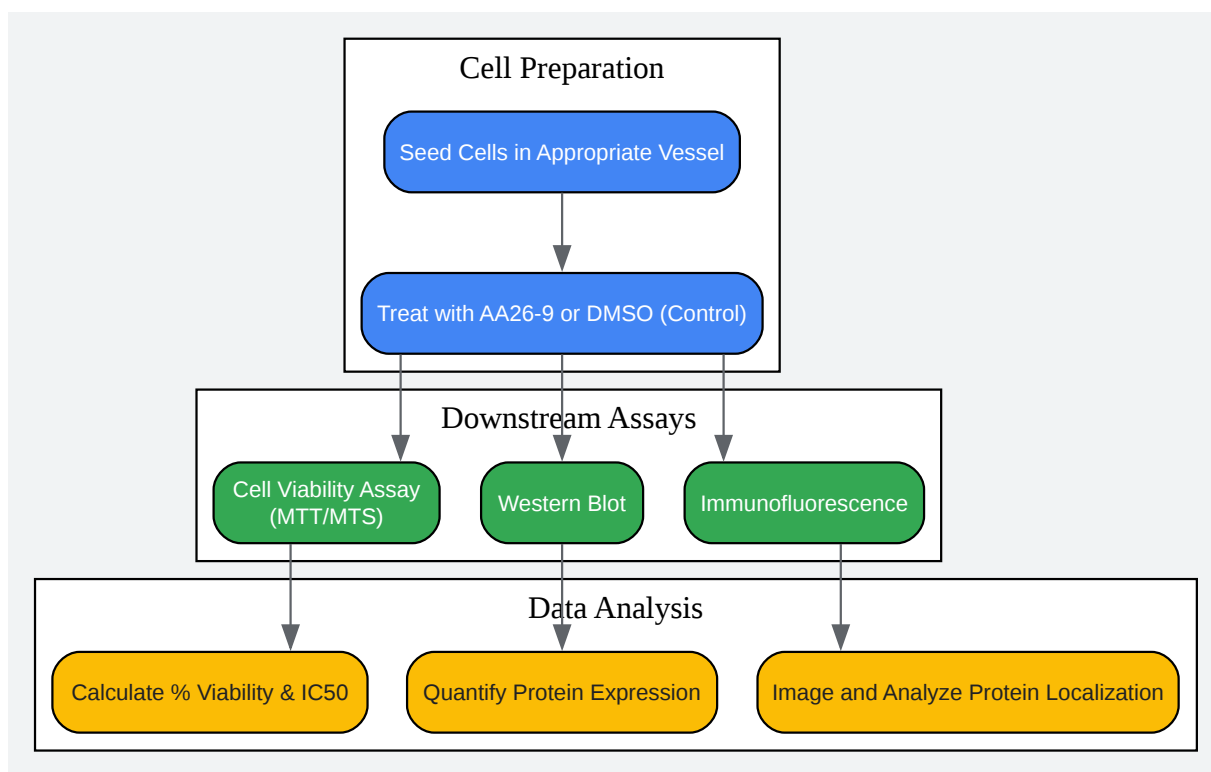 Cell Preparation
Seed Cells in Appropriate Vessel
Treat with AA26-9 or DMSO (Control)
Downstream Assays
Cell Viability Assay
(MTT/MTS)
Western Blot
Immunofluorescence
Data Analysis
Calculate % Viability & IC50
Quantify Protein Expression
Image and Analyze Protein Localization